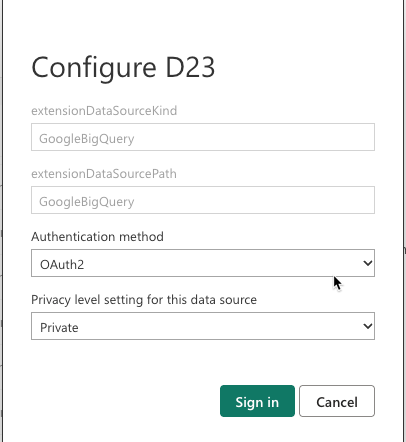 Configure D23
extensionDataSourceKind
GoogleBigQuery
extensionDataSourcePath
GoogleBigQuery
Authentication method
OAuth2
Privacy level setting for this data source
Private
Sign in
Cancel